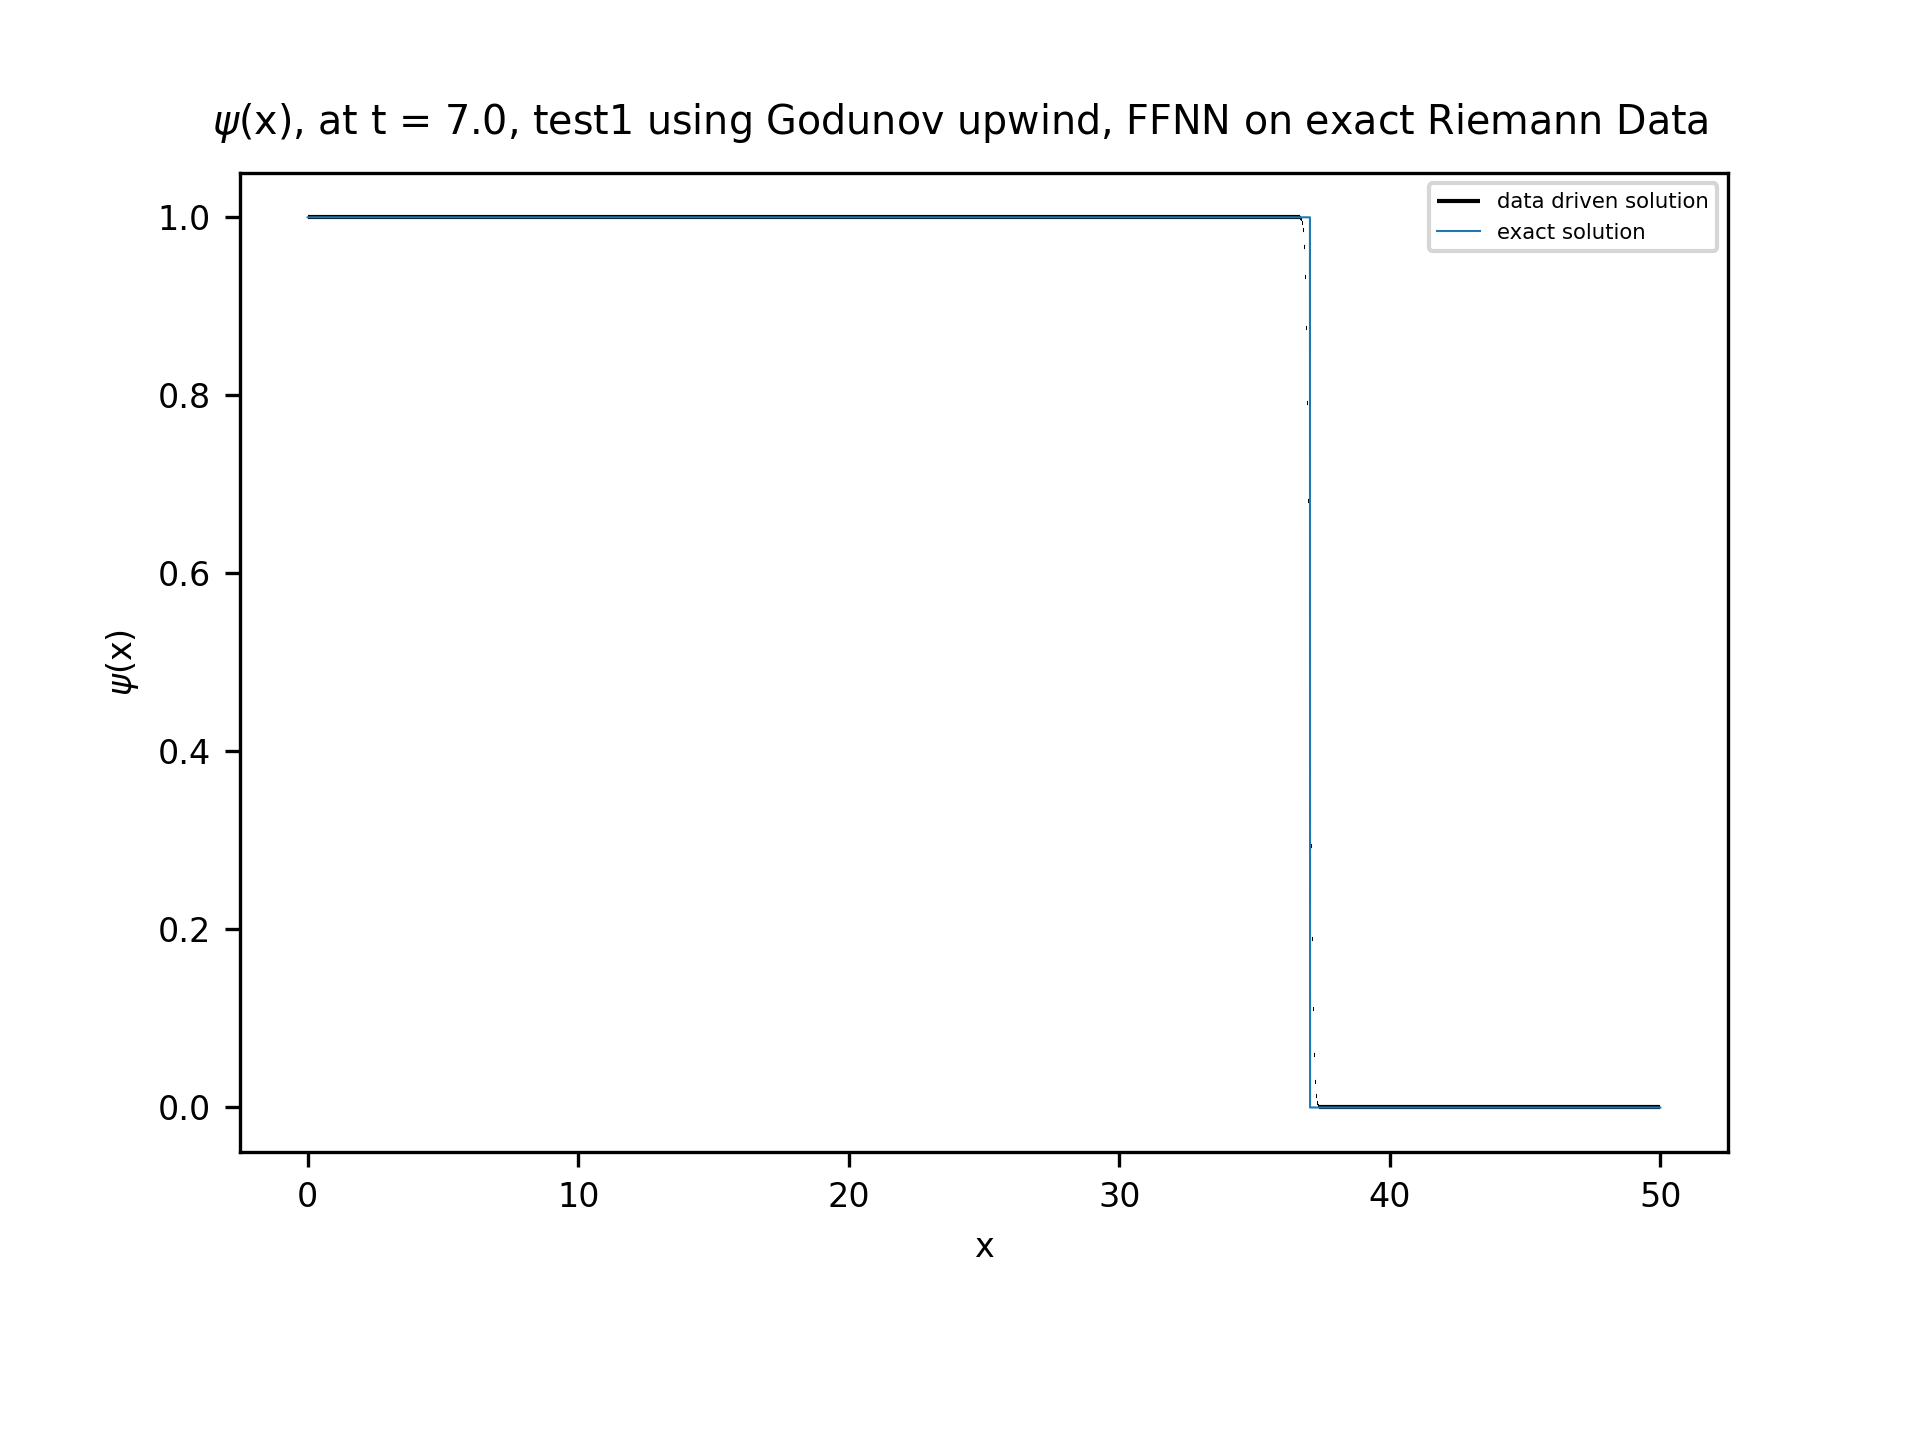 ψ(x), at t = 7.0, test1 using Godunov upwind, FFNN on exact Riemann Data
data driven solution
exact solution
1.0
0.8
0.6
0.4
0.2
0.0
ψ(x)
0 10 20 30 40 50
x